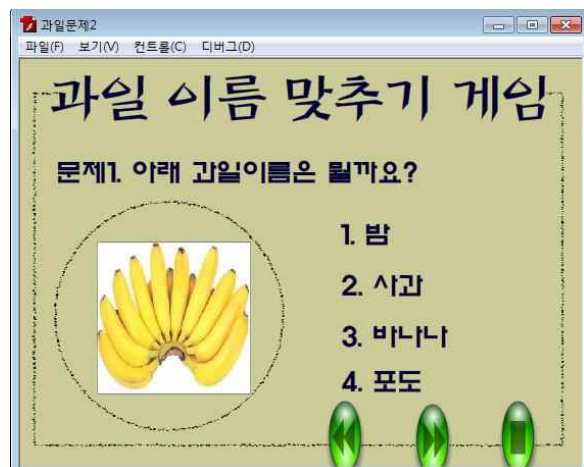 과일문제2
파일(F) 보기(V) 컨트롤(C) 디버그(D)
과일 이름 맞추기 게임
문제1. 아래 과일이름은 뭘까요?
1. 밤
2. 사과
3. 바나나
4. 포도